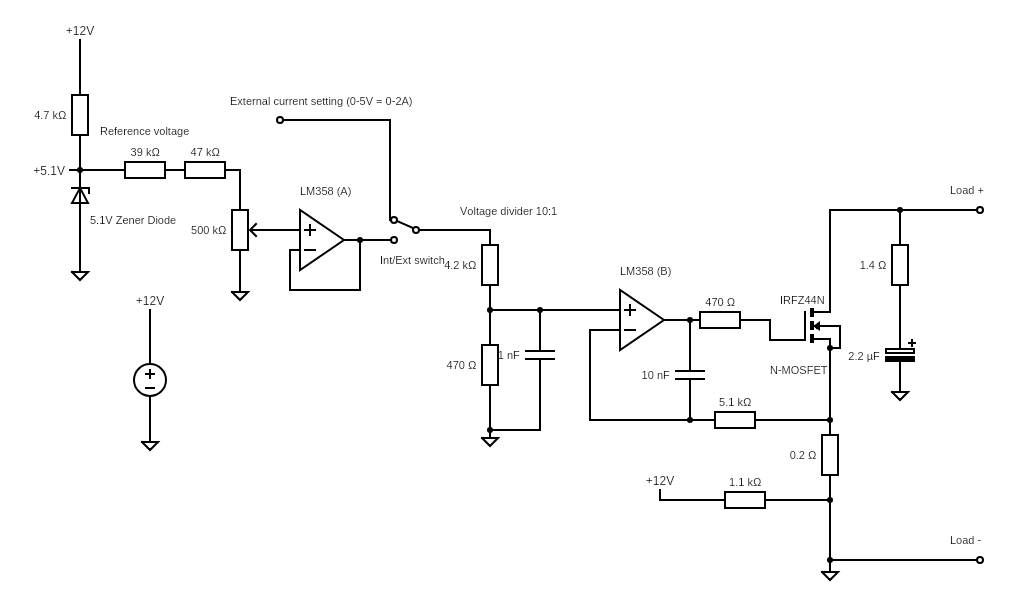 +12V
4.7 kΩ
Reference voltage
+5.1V
39 kΩ
47 kΩ
5.1V Zener Diode
500 kΩ
External current setting (0-5V = 0-2A)
LM358 (A)
Int/Ext switch
Voltage divider 10:1
4.2 kΩ
470 Ω
1 nF
LM358 (B)
470 Ω
10 nF
IRFZ44N
N-MOSFET
5.1 kΩ
0.2 Ω
+12V
1.1 kΩ
Load +
1.4 Ω
2.2 µF
Load -
+12V